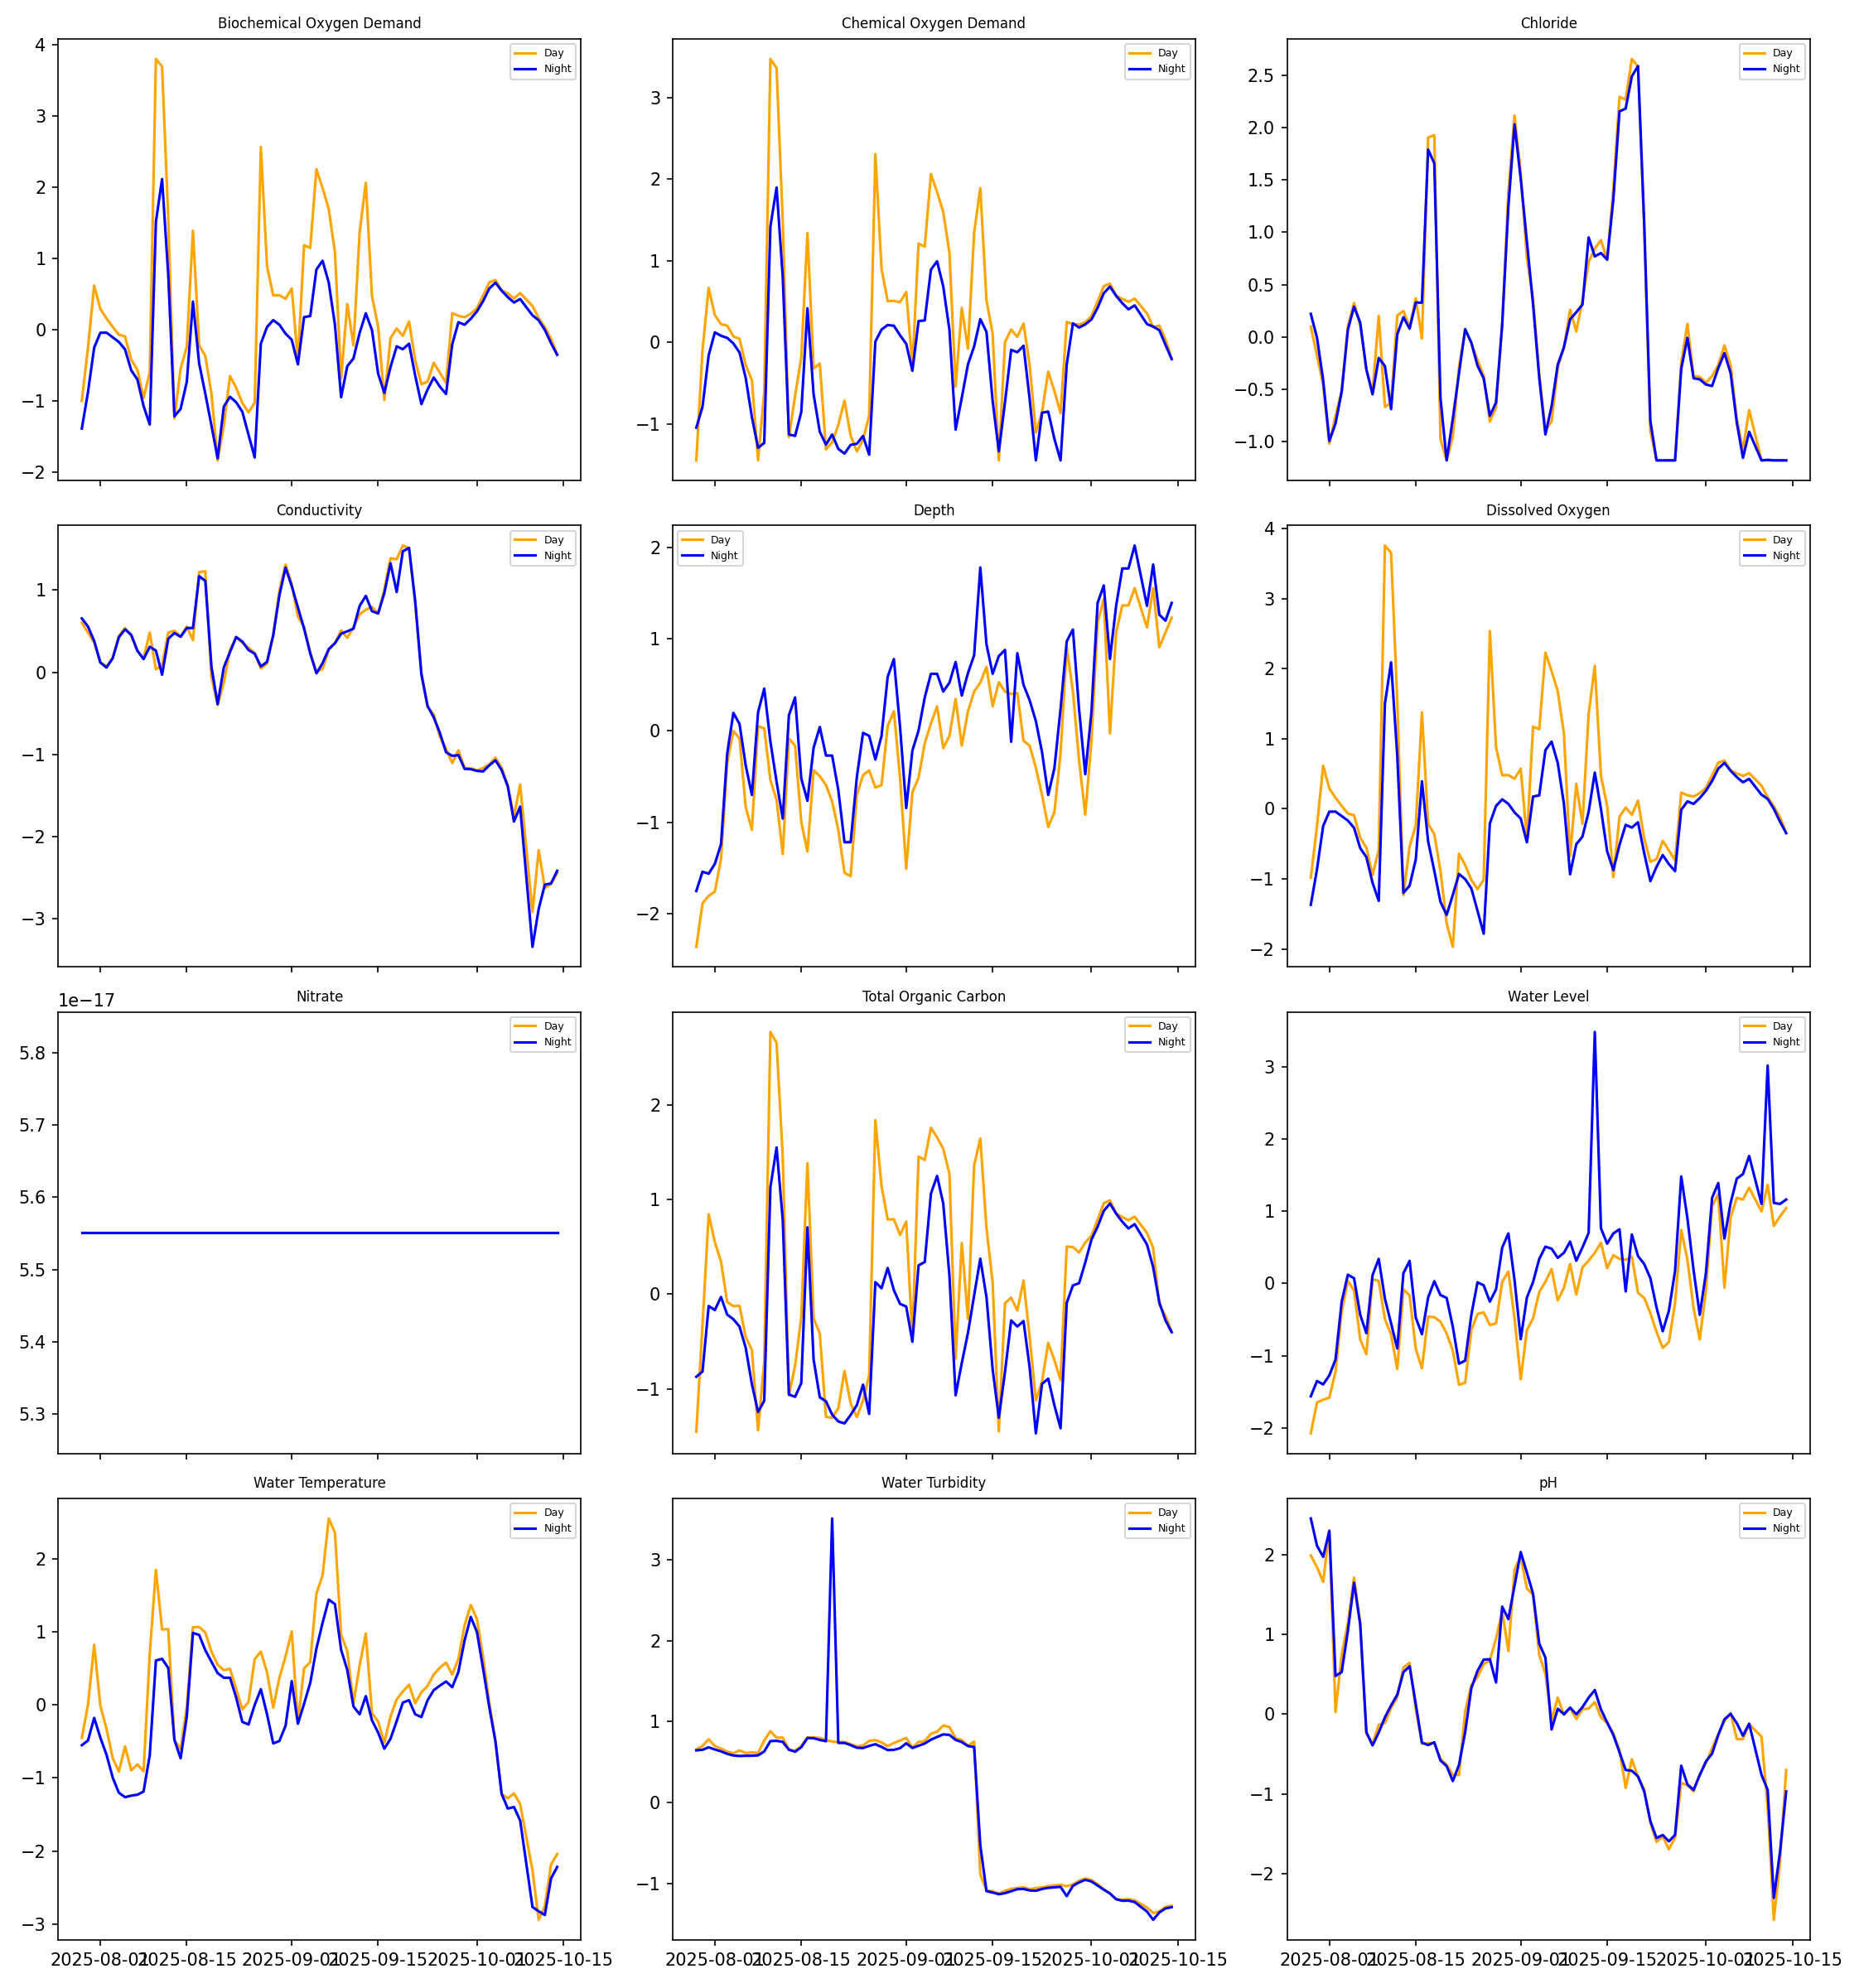 Biochemical Oxygen Demand
4
3
2
1
0
−1
−2
Day
Night
Chemical Oxygen Demand
3
2
1
0
−1
Day
Night
Chloride
2.5
2.0
1.5
1.0
0.5
0.0
−0.5
−1.0
Day
Night
Conductivity
1
0
−1
−2
−3
Day
Night
Depth
2
1
0
−1
−2
Day
Night
Dissolved Oxygen
4
3
2
1
0
−1
−2
Day
Night
Nitrate
1e−17
5.8
5.7
5.6
5.5
5.4
5.3
Day
Night
Total Organic Carbon
2
1
0
−1
Day
Night
Water Level
3
2
1
0
−1
−2
Day
Night
Water Temperature
2
1
0
−1
−2
−3
Day
Night
2025-08-01 2025-08-15 2025-09-01 2025-09-15 2025-10-01 2025-10-15
Water Turbidity
3
2
1
0
−1
Day
Night
2025-08-01 2025-08-15 2025-09-01 2025-09-15 2025-10-01 2025-10-15
pH
2
1
0
−1
−2
Day
Night
2025-08-01 2025-08-15 2025-09-01 2025-09-15 2025-10-01 2025-10-15